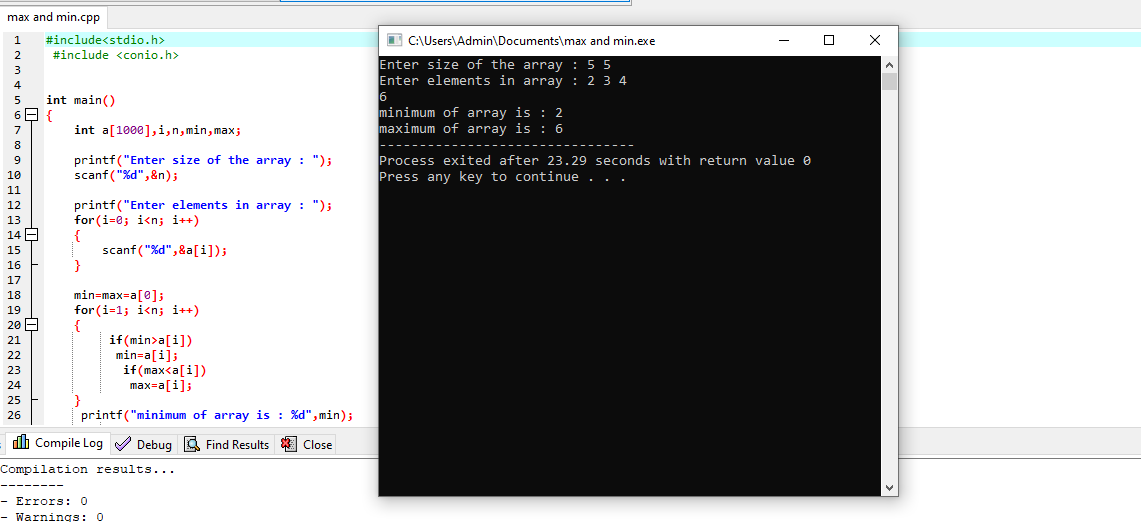 max and min.cpp
1 #include<stdio.h>
2 #include <conio.h>
3
4
5 int main()
6 {
7 int a[1000],i,n,min,max;
8
9 printf("Enter size of the array : ");
10 scanf("%d",&n);
11
12 printf("Enter elements in array : ");
13 for(i=0; i<n; i++)
14 {
15 scanf("%d",&a[i]);
16 }
17
18 min=max=a[0];
19 for(i=1; i<n; i++)
20 {
21 if(min>a[i])
22 min=a[i];
23 if(max<a[i])
24 max=a[i];
25 }
26 printf("minimum of array is : %d",min);
C:\Users\Admin\Documents\max and min.exe
Enter size of the array : 5 5
Enter elements in array : 2 3 4
6
minimum of array is : 2
maximum of array is : 6
--------------------------------
Process exited after 23.29 seconds with return value 0
Press any key to continue . . .
Compile Log Debug Find Results Close
Compilation results...
--------
- Errors: 0
- Warnings: 0